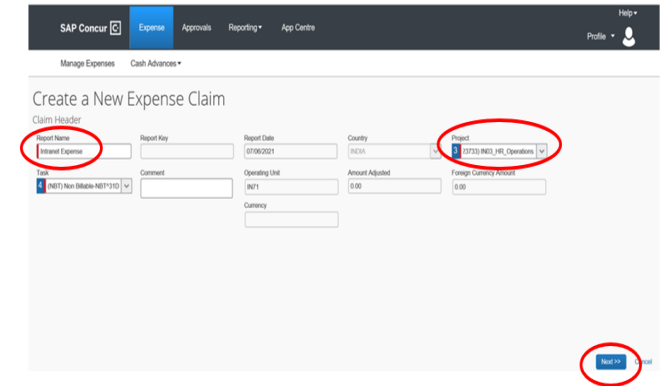 Help
SAP Concur C Expense Approvals Reporting App Centre
Profile
Manage Expenses Cash Advances
Create a New Expense Claim
Claim Header
Report Name Report Key Report Date Country Project
Intranet Expense 07/06/2021 INDIA 3 73733) IN03_HR_Operations
Task Comment Operating Unit Amount Adjusted Foreign Currency Amount
4 (NBT) Non Billable-NBT*31D IN71 0.00 0.00
Currency
Next >> Cancel